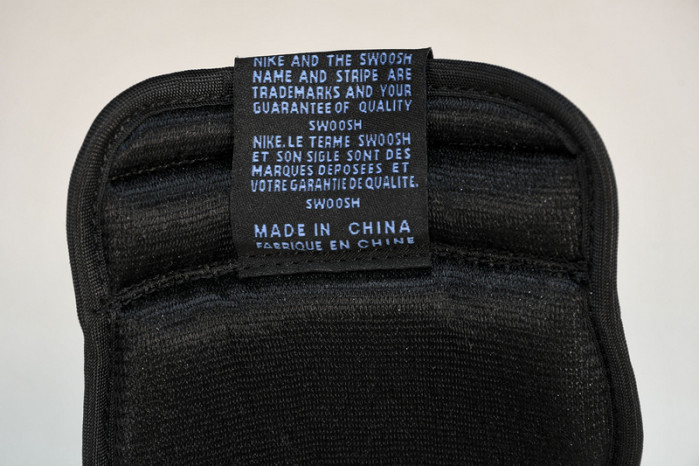 NIKE AND THE SWOOSH
NAME AND STRIPE ARE
TRADEMARKS AND YOUR
GUARANTEE OF QUALITY
SWOOSH
NIKE, LE TERME SWOOSH
ET SON SIGLE SONT DES
MARQUES DEPOSEES ET
VOTRE GARANTIE DE QUALITE.
SWOOSH
MADE IN CHINA
FABRIQUE EN CHINE